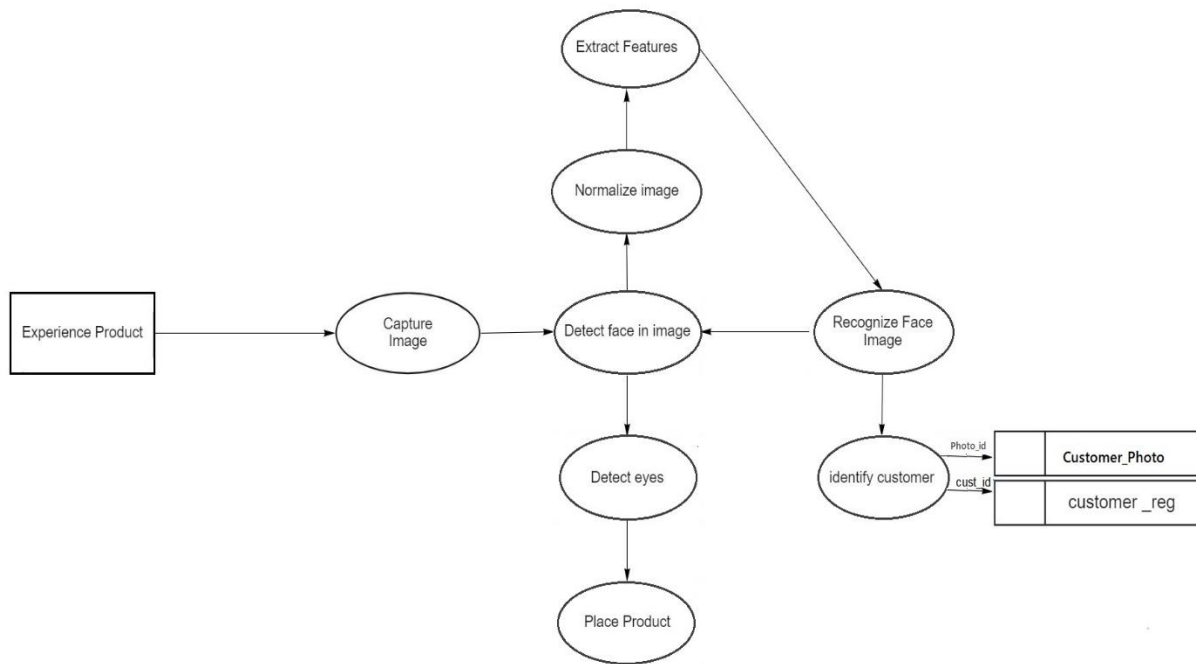 Extract Features
Normalize image
Experience Product
Capture
Image
Detect face in image
Recognize Face
Image
Detect eyes
identify customer
Photo_id
Customer_Photo
cust_id
customer _reg
Place Product